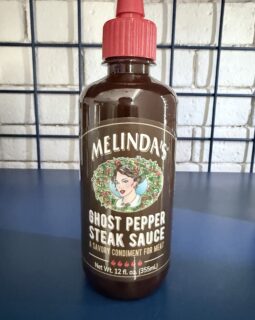 MELINDA'S
GHOST PEPPER
STEAK SAUCE
A SAVORY CONDIMENT FOR MEAT
Net Wt. 12 fl. oz. (355mL)